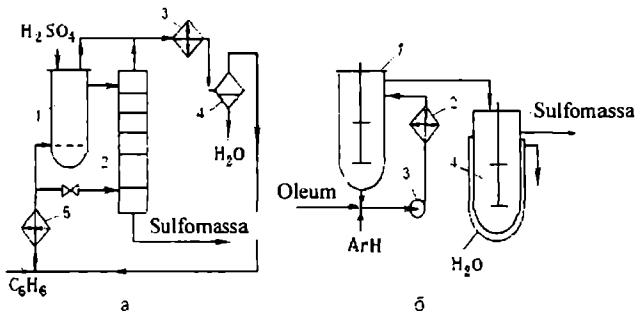 H₂SO₄
3
1
2
4
H₂O
5
Sulfomassa
C₆H₆
а
1
2
Sulfomassa
4
Oleum
3
ArH
H₂O
б